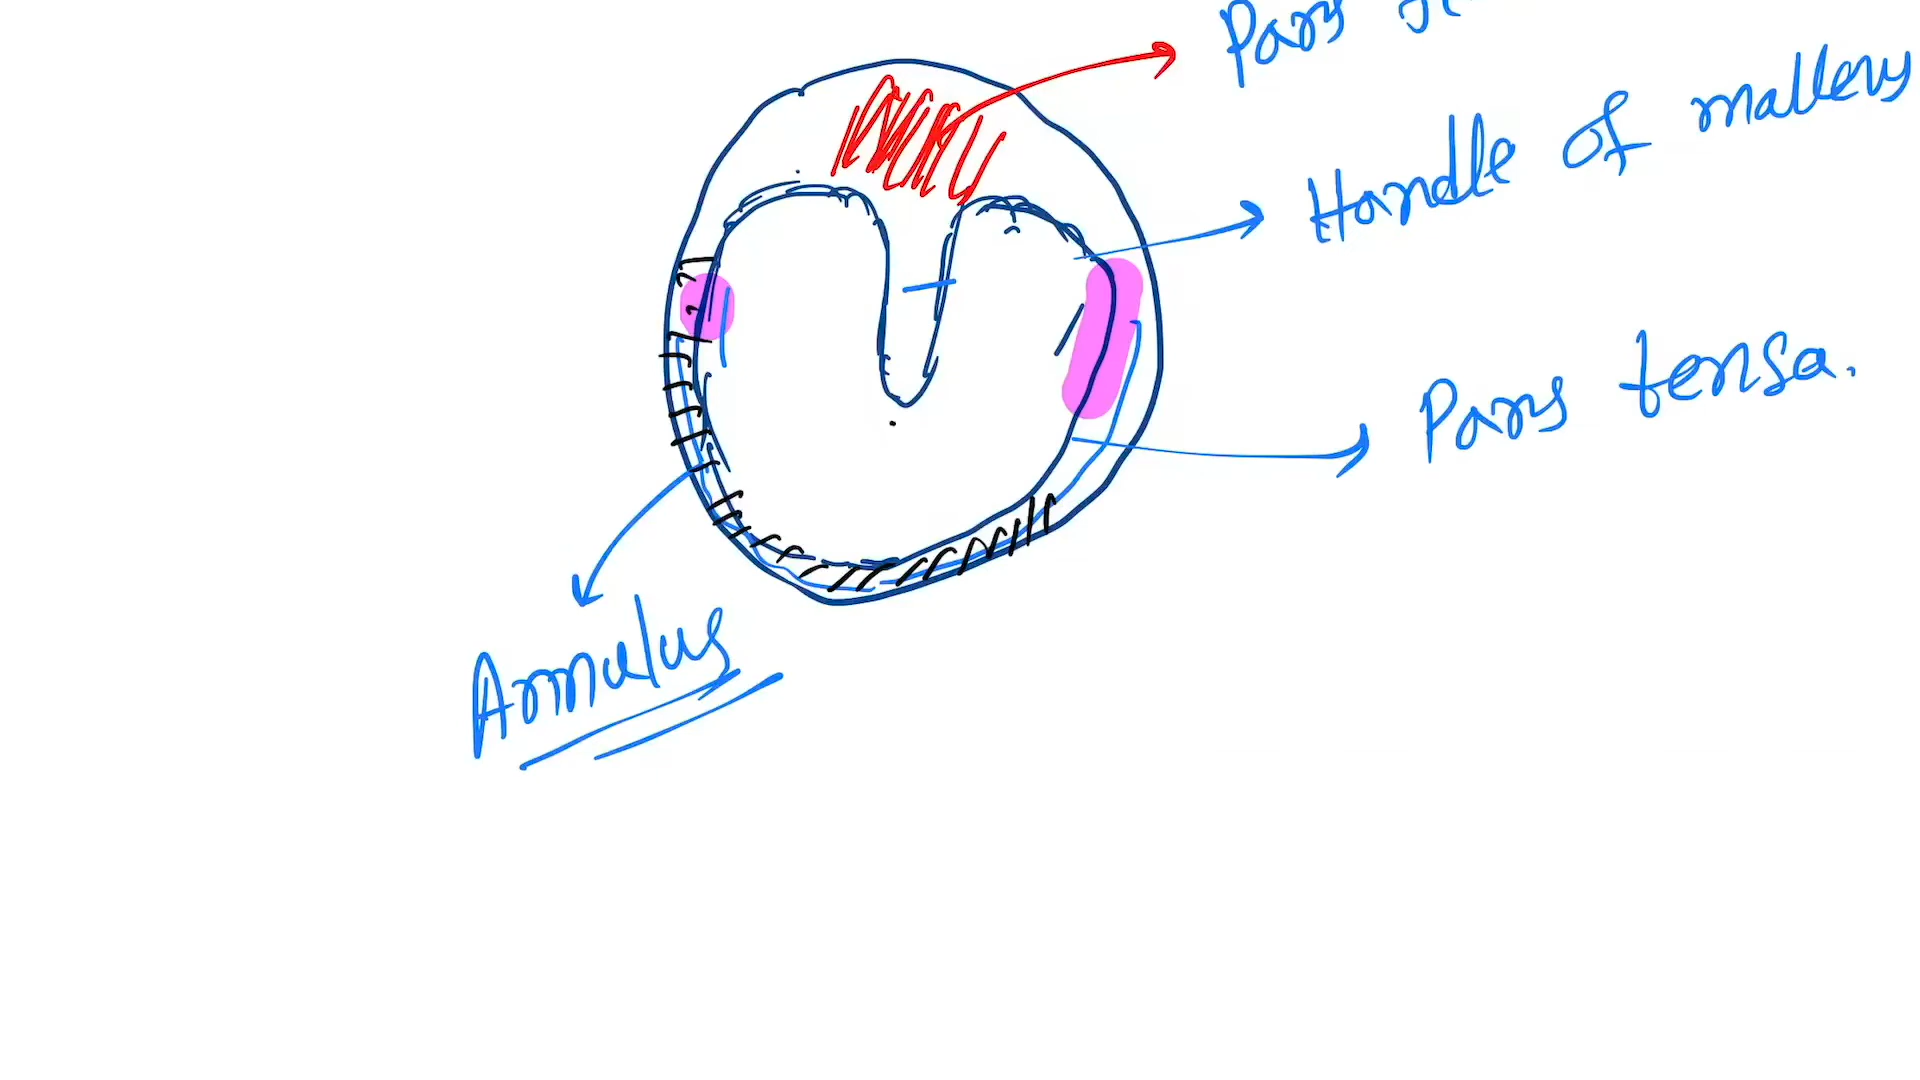 Pars
Handle of malleus
Pars tensa.
Annulus